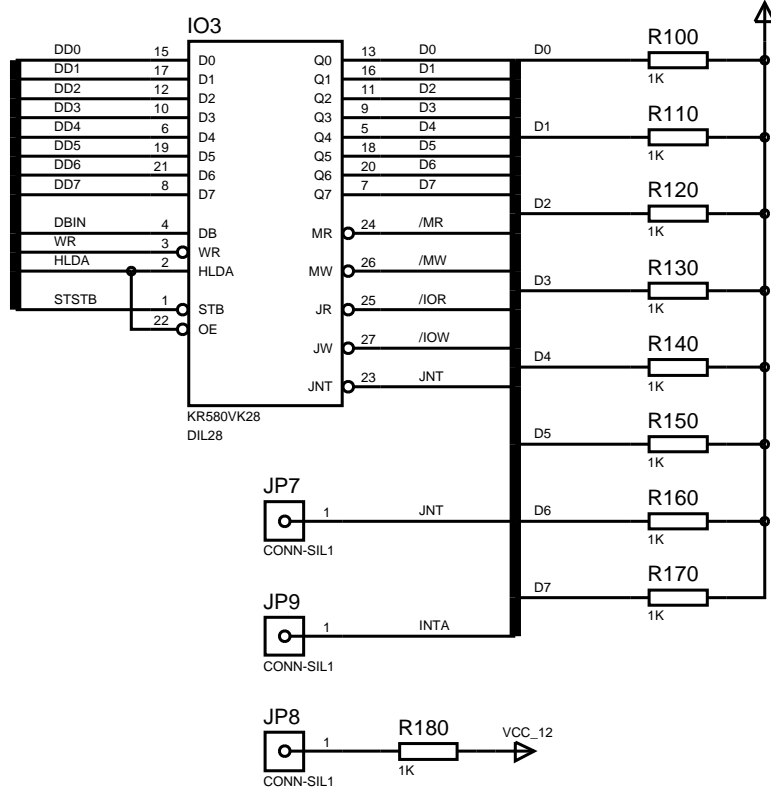 IO3
DD0 15 D0 Q0 13 D0 D0 R100 1K
DD1 17 D1 Q1 16 D1
DD2 12 D2 Q2 11 D2
DD3 10 D3 Q3 9 D3
DD4 6 D4 Q4 5 D4 D1 R110 1K
DD5 19 D5 Q5 18 D5
DD6 21 D6 Q6 20 D6
DD7 8 D7 Q7 7 D7
D2 R120 1K
DBIN 4 DB MR 24 /MR
WR 3 WR
HLDA 2 HLDA MW 26 /MW
D3 R130 1K
STSTB 1 STB JR 25 /IOR
22 OE
JW 27 /IOW
D4 R140 1K
JNT 23 JNT
KR580VK28
DIL28
D5 R150 1K
JP7
1 JNT D6 R160 1K
CONN-SIL1
D7 R170 1K
JP9
1 INTA
CONN-SIL1
JP8
1 R180 1K VCC_12
CONN-SIL1